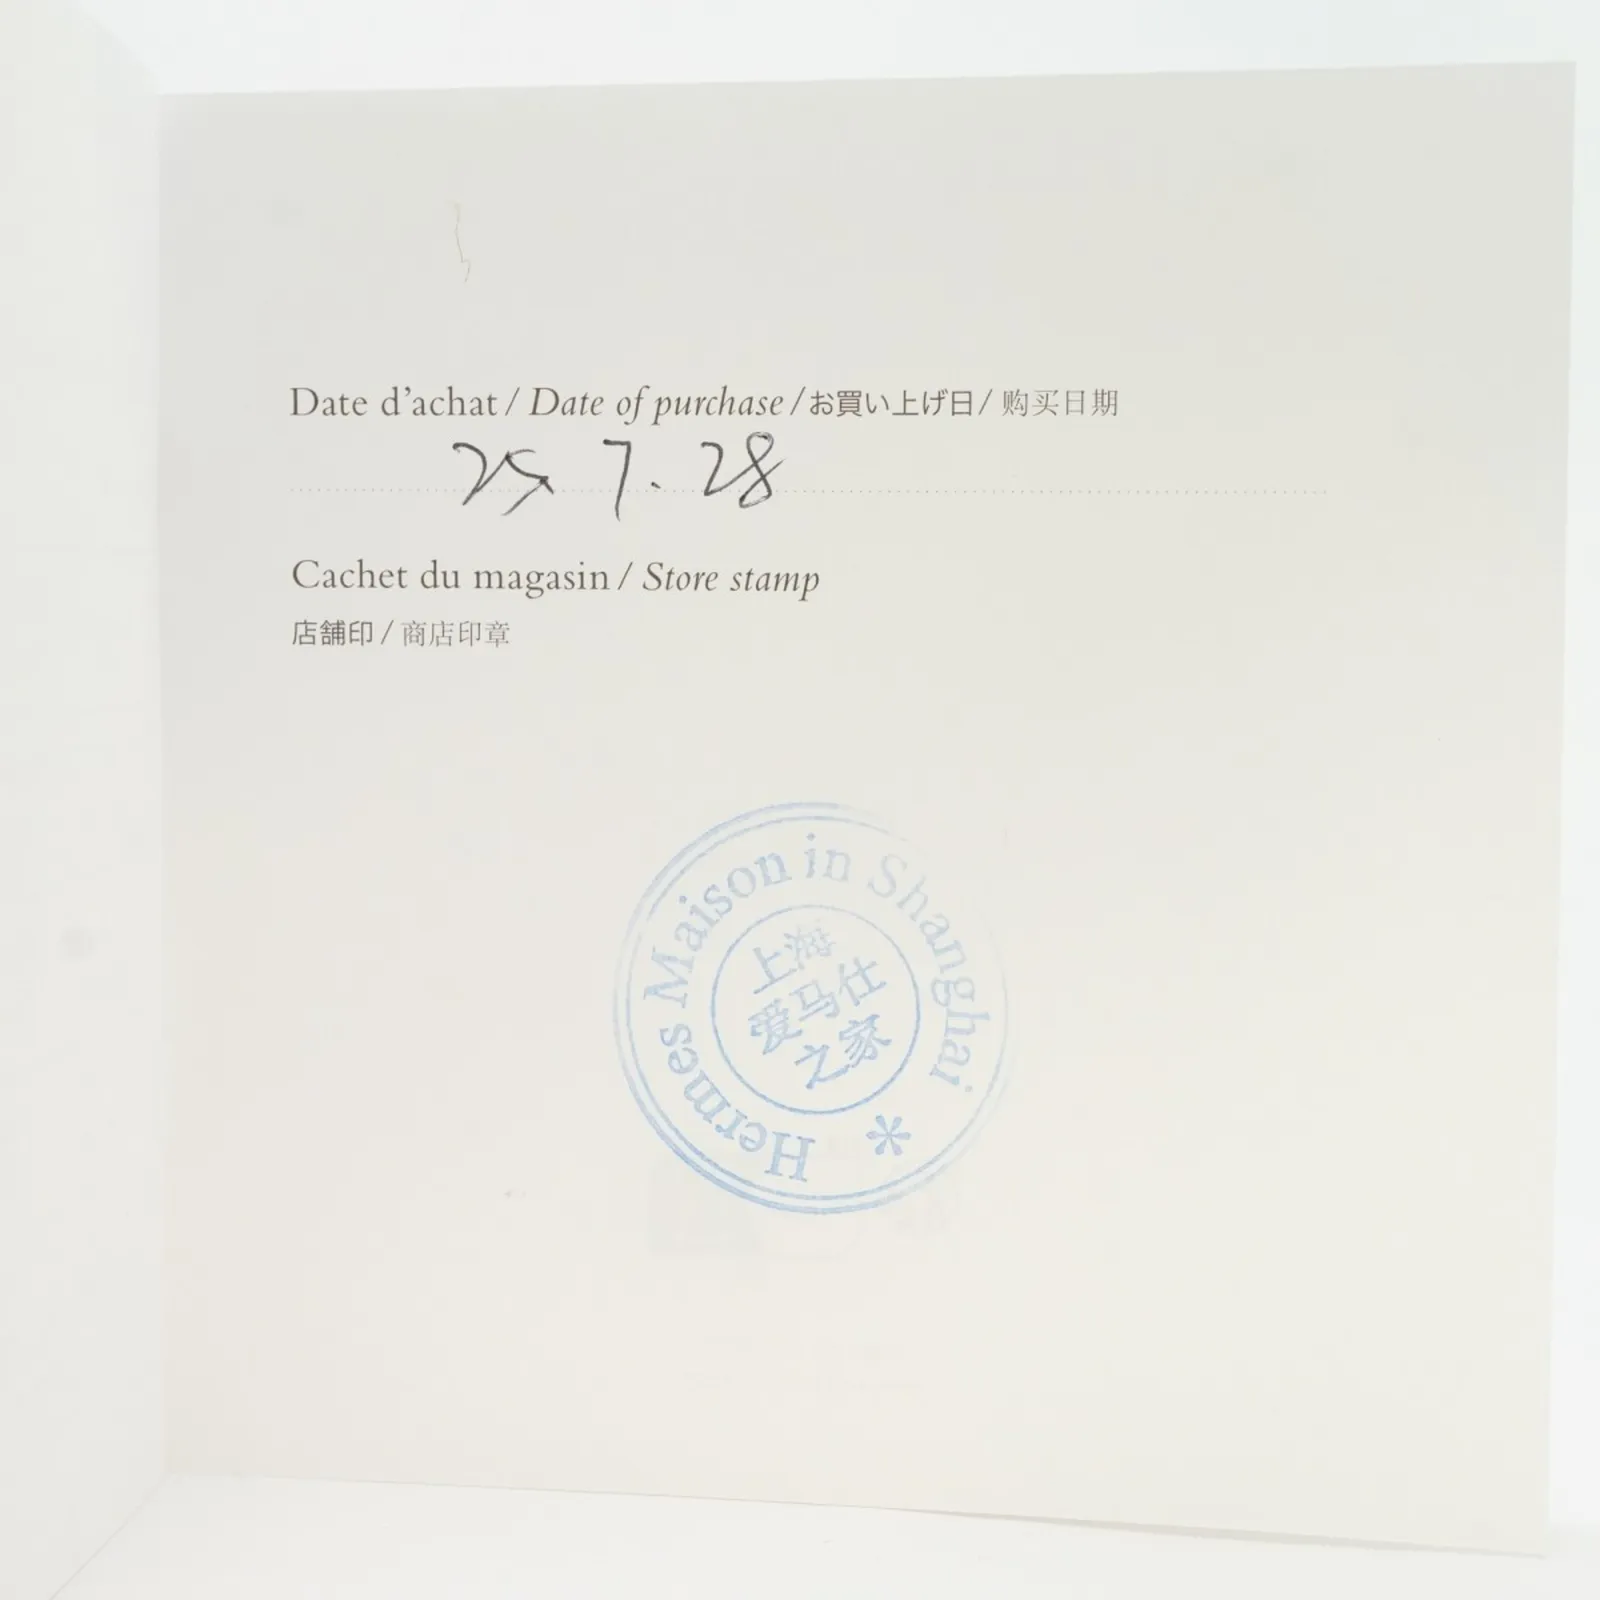 Date d'achat / Date of purchase / お買い上げ日 / 购买日期
25. 7. 28
Cachet du magasin / Store stamp
店舗印 / 商店印章
Hermes Maison in Shanghai *
上海
爱马仕
之家